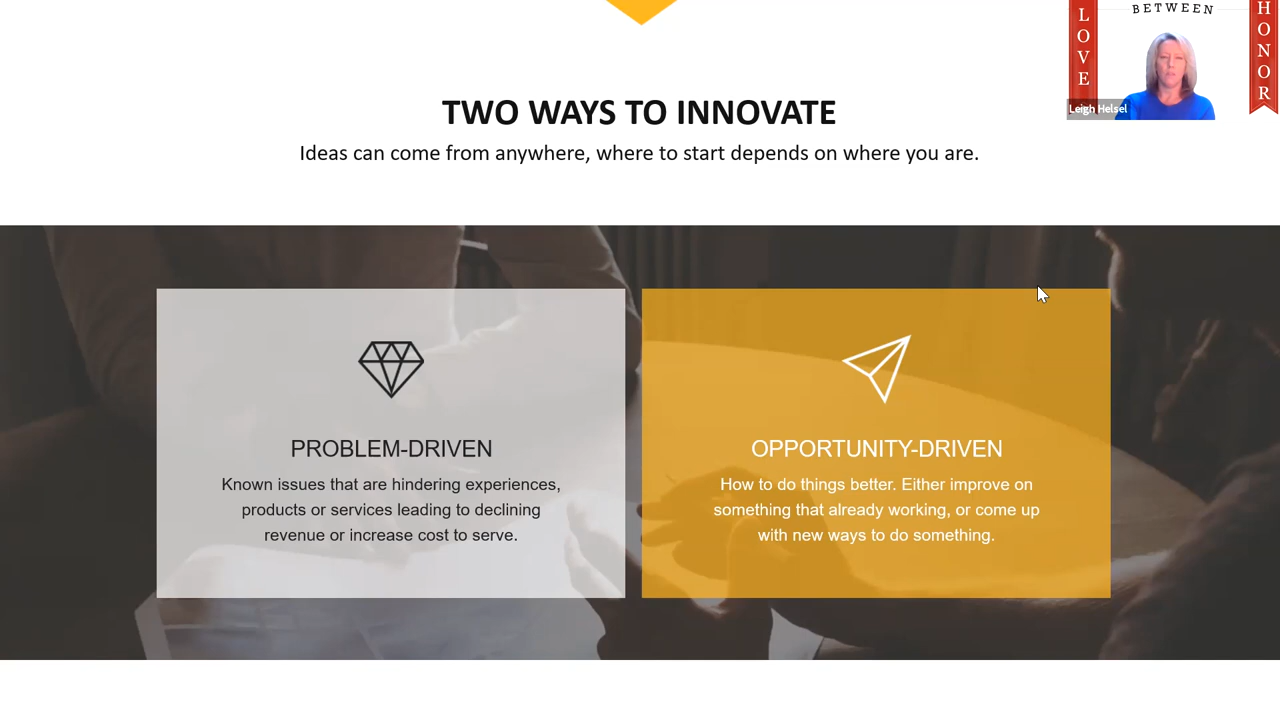 LOVE
BETWEEN
HONOR
Leigh Helsel
TWO WAYS TO INNOVATE
Ideas can come from anywhere, where to start depends on where you are.
PROBLEM-DRIVEN
Known issues that are hindering experiences,
products or services leading to declining
revenue or increase cost to serve.
OPPORTUNITY-DRIVEN
How to do things better. Either improve on
something that already working, or come up
with new ways to do something.